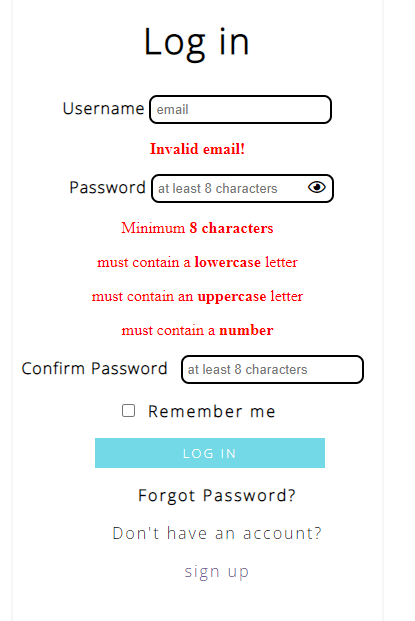 Log in
Username email
Invalid email!
Password at least 8 characters
Minimum 8 characters
must contain a lowercase letter
must contain an uppercase letter
must contain a number
Confirm Password at least 8 characters
Remember me
LOG IN
Forgot Password?
Don't have an account?
sign up